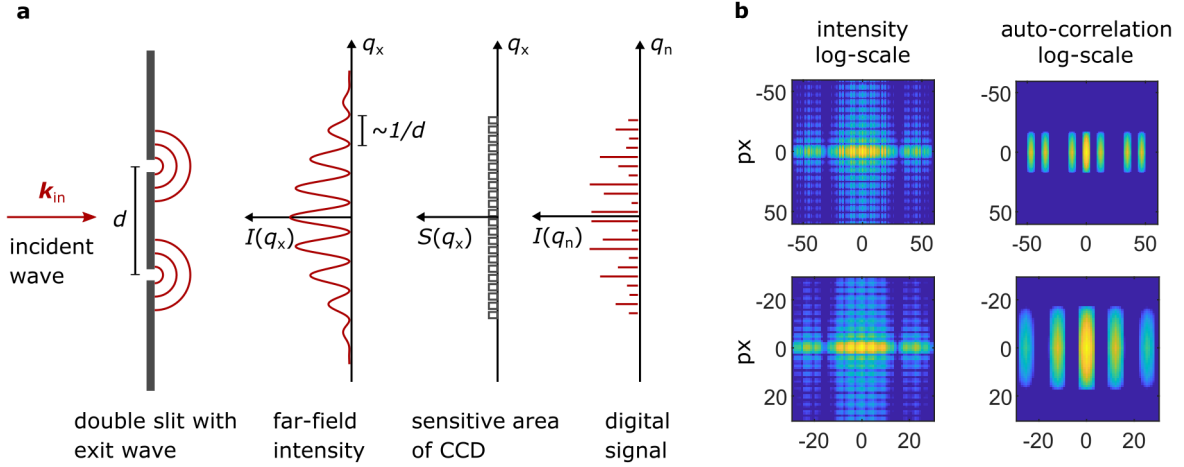 a
b
q_x
q_x
q_n
~1/d
k_in
incident
wave
d
I(q_x)
S(q_x)
I(q_n)
double slit with
exit wave
far-field
intensity
sensitive area
of CCD
digital
signal
intensity
log-scale
auto-correlation
log-scale
-50
0
50
px
-50 0 50
-50
0
50
-50 0 50
-20
0
20
px
-20 0 20
-20
0
20
-20 0 20